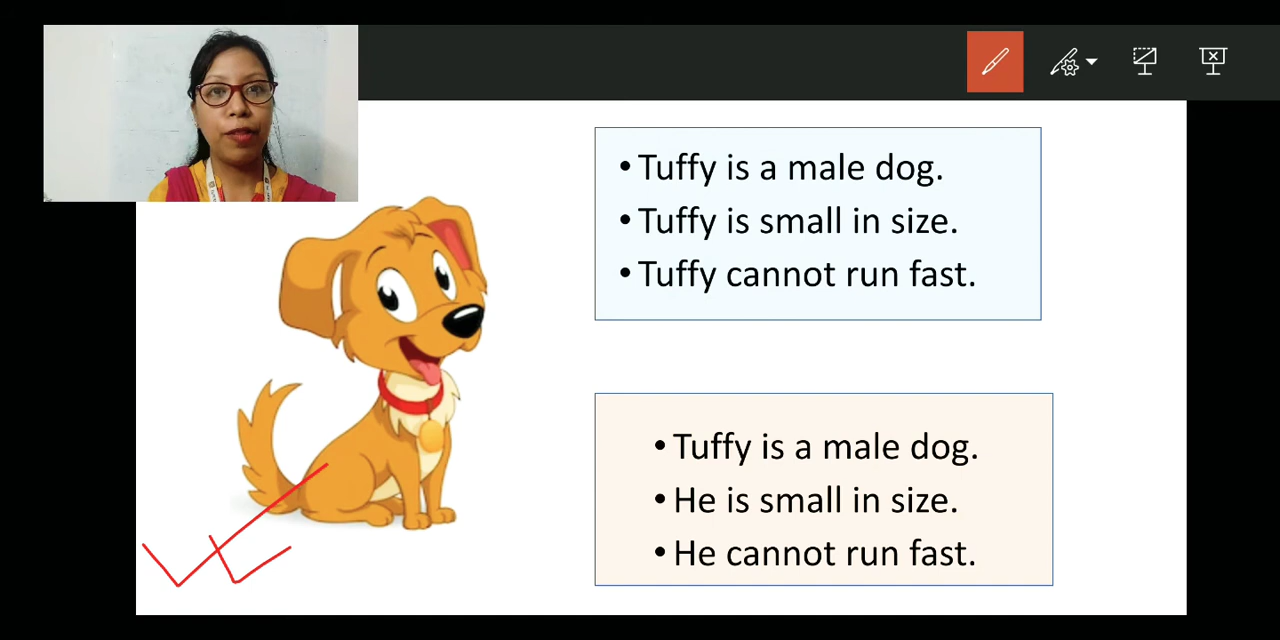 • Tuffy is a male dog.
• Tuffy is small in size.
• Tuffy cannot run fast.
• Tuffy is a male dog.
• He is small in size.
• He cannot run fast.